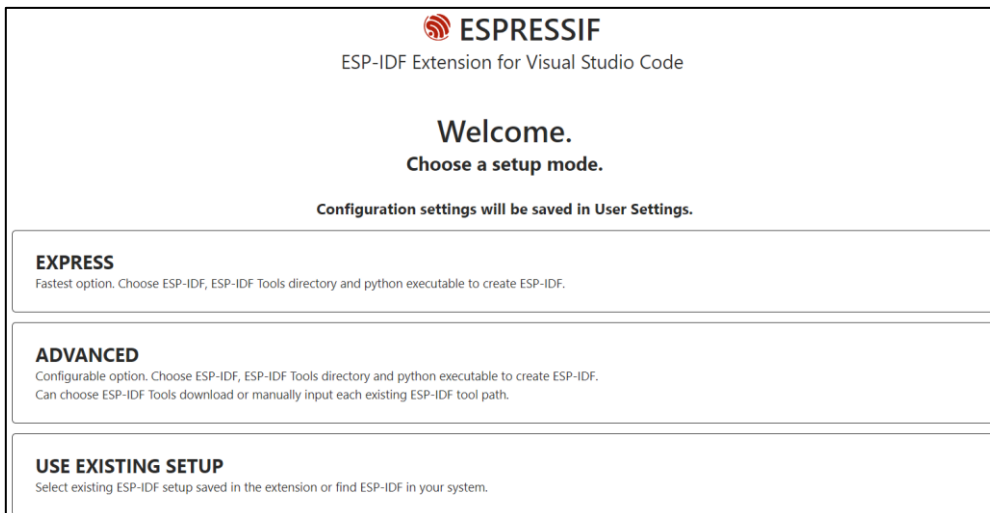 ESPRESSIF
ESP-IDF Extension for Visual Studio Code
Welcome.
Choose a setup mode.
Configuration settings will be saved in User Settings.
EXPRESS
Fastest option. Choose ESP-IDF, ESP-IDF Tools directory and python executable to create ESP-IDF.
ADVANCED
Configurable option. Choose ESP-IDF, ESP-IDF Tools directory and python executable to create ESP-IDF.
Can choose ESP-IDF Tools download or manually input each existing ESP-IDF tool path.
USE EXISTING SETUP
Select existing ESP-IDF setup saved in the extension or find ESP-IDF in your system.